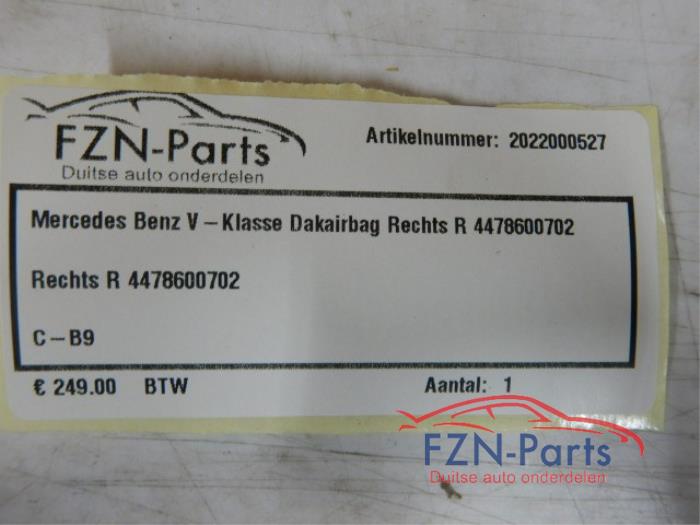 FZN-Parts
Duitse auto onderdelen
Artikelnummer: 2022000527
Mercedes Benz V – Klasse Dakairbag Rechts R 4478600702
Rechts R 4478600702
C – B9
€ 249.00 BTW
Aantal: 1
FZN-Parts
Duitse auto onderdelen